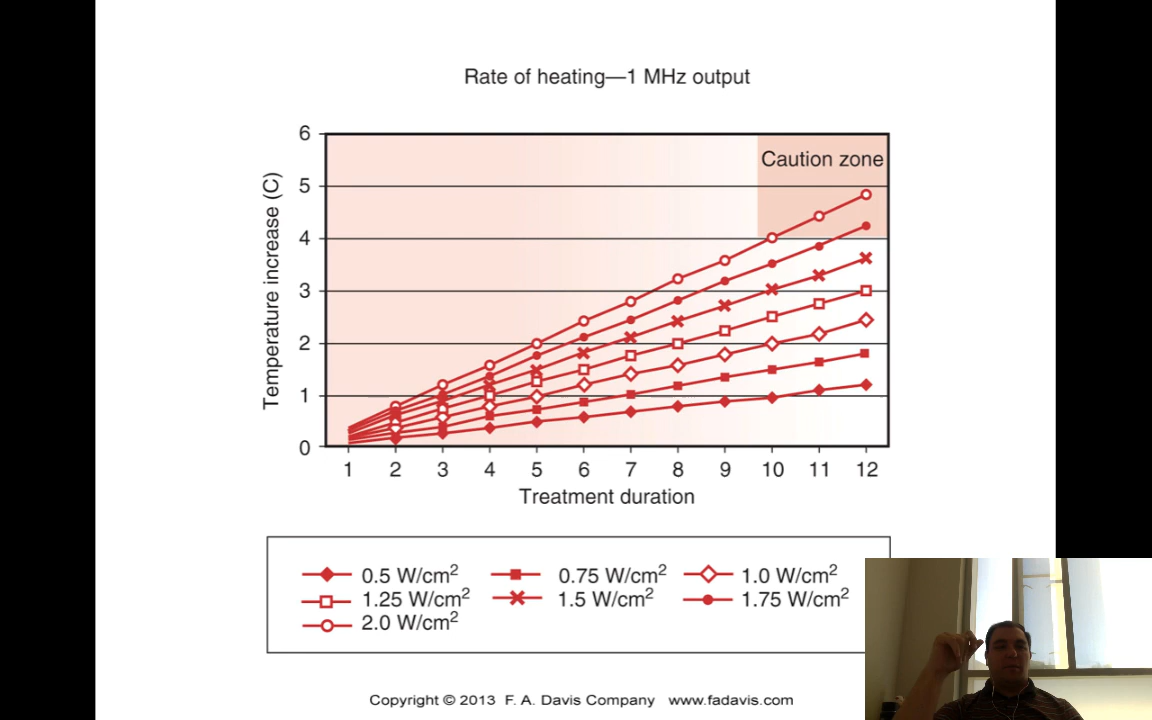 Rate of heating—1 MHz output
Temperature increase (C)
6
5
4
3
2
1
0
Caution zone
1 2 3 4 5 6 7 8 9 10 11 12
Treatment duration
0.5 W/cm² 0.75 W/cm² 1.0 W/cm²
1.25 W/cm² 1.5 W/cm² 1.75 W/cm²
2.0 W/cm²
Copyright © 2013 F. A. Davis Company www.fadavis.com